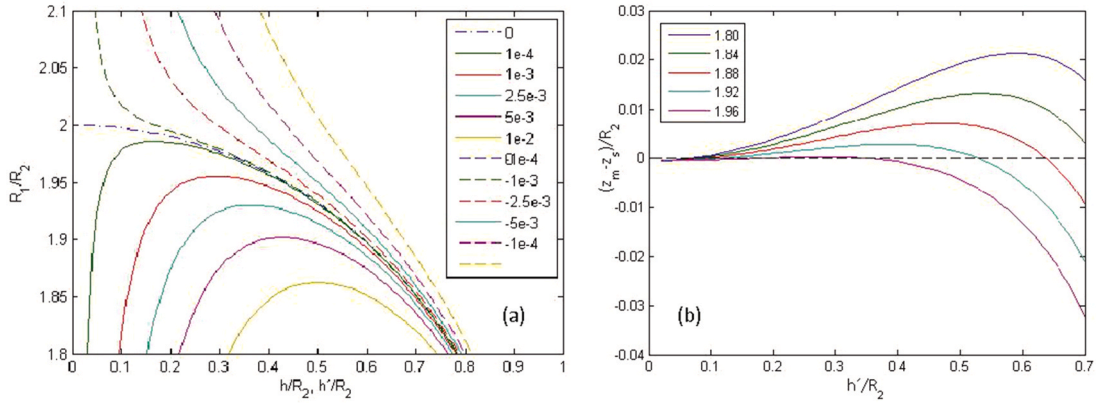 2.1
2.05
2
1.95
1.9
1.85
1.8
R1/R2
0
1e-4
1e-3
2.5e-3
5e-3
1e-2
-1e-3
-2.5e-3
-5e-3
-1e-4
(a)
0 0.1 0.2 0.3 0.4 0.5 0.6 0.7 0.8 0.9 1
h/R2, h'/R2
0.03
0.02
0.01
0
-0.01
-0.02
-0.03
-0.04
(zm-zs)/R2
1.80
1.84
1.88
1.92
1.96
(b)
0 0.1 0.2 0.3 0.4 0.5 0.6 0.7
h'/R2